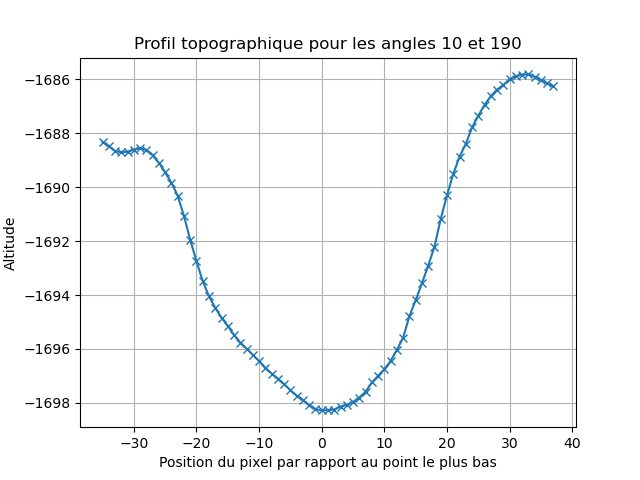 Profil topographique pour les angles 10 et 190
−1686
−1688
−1690
−1692
−1694
−1696
−1698
Altitude
−30 −20 −10 0 10 20 30 40
Position du pixel par rapport au point le plus bas